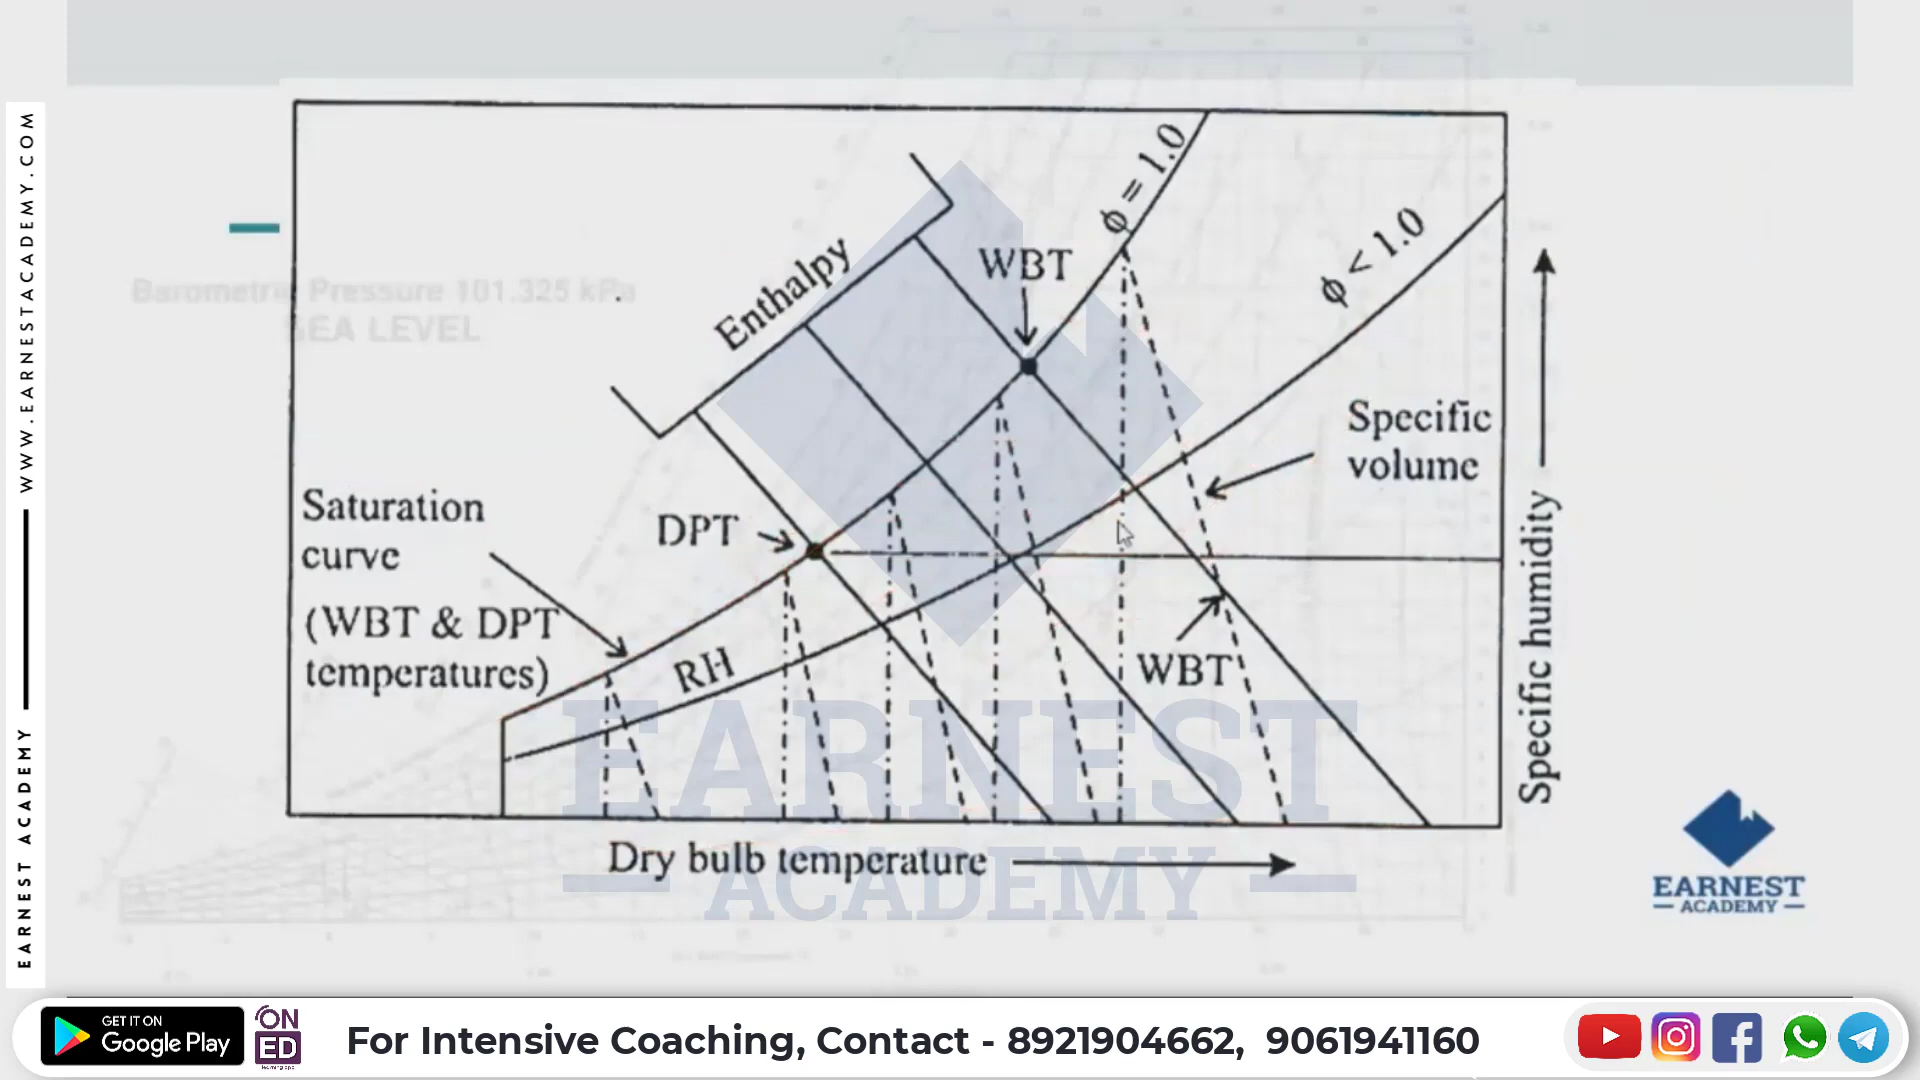 WWW.EARNESTACADEMY.COM
EARNEST ACADEMY
Barometric Pressure 101.325 kPa
SEA LEVEL
Enthalpy
WBT
ϕ = 1.0
ϕ < 1.0
Specific
volume
Saturation
curve
(WBT & DPT
temperatures)
DPT
RH
WBT
Specific humidity
Dry bulb temperature
EARNEST
ACADEMY
EARNEST
ACADEMY
GET IT ON
Google Play
ON
ED
For Intensive Coaching, Contact - 8921904662, 9061941160